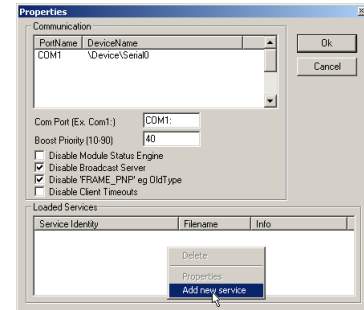 Properties
Communication
PortName DeviceName
COM1 \Device\Serial0
Ok
Cancel
Com Port (Ex. Com1:) COM1:
Boost Priority (10-90) 40
Disable Module Status Engine
Disable Broadcast Server
Disable 'FRAME_PNP' eg OldType
Disable Client Timeouts
Loaded Services
Service Identity Filename Info
Delete
Properties
Add new service